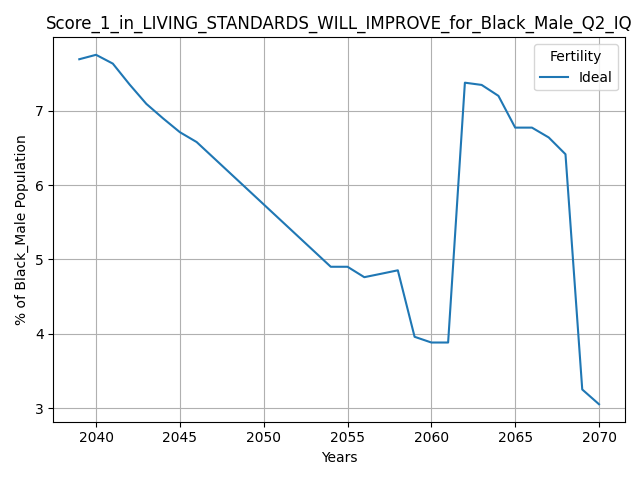 Score_1_in_LIVING_STANDARDS_WILL_IMPROVE_for_Black_Male_Q2_IQ
Fertility
Ideal
% of Black_Male Population
7
6
5
4
3
2040 2045 2050 2055 2060 2065 2070
Years